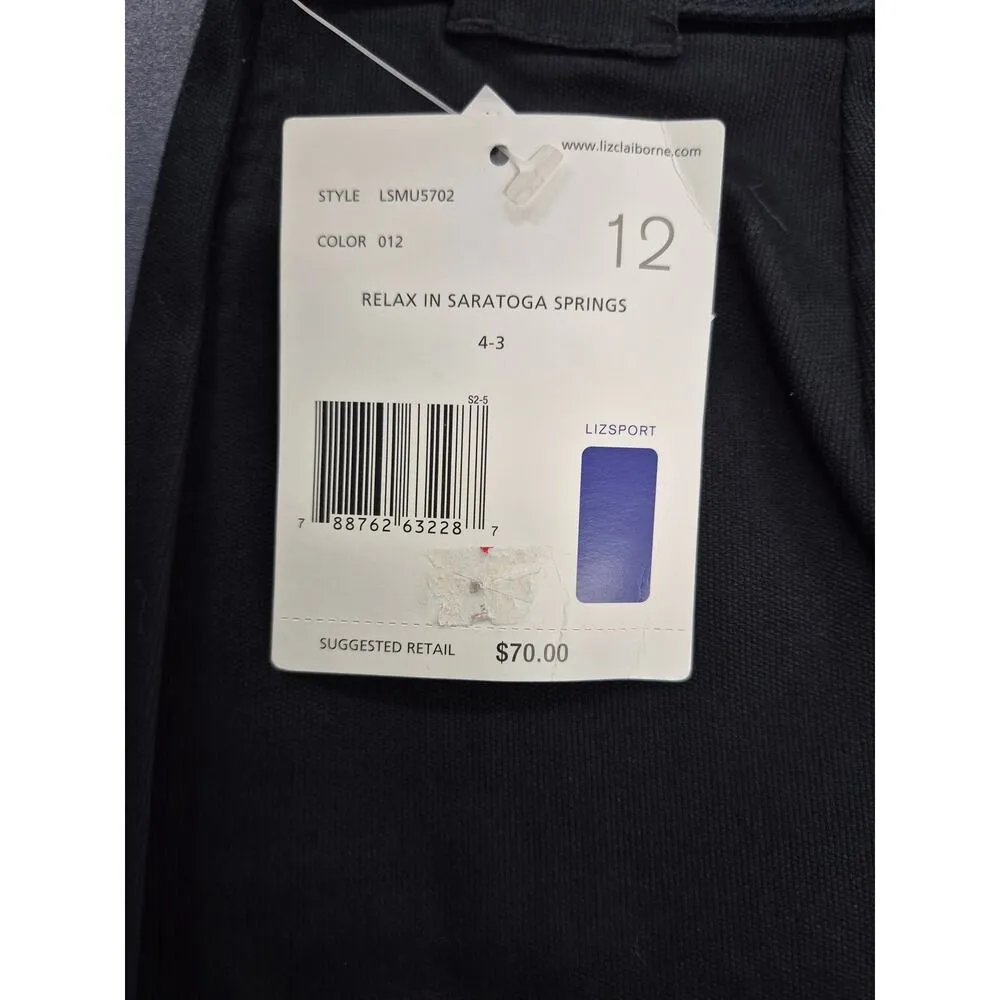 www.lizclaiborne.com
STYLE LSMU5702
12
COLOR 012
RELAX IN SARATOGA SPRINGS
4-3
S2-5
LIZSPORT
7 88762 63228 7
SUGGESTED RETAIL $70.00